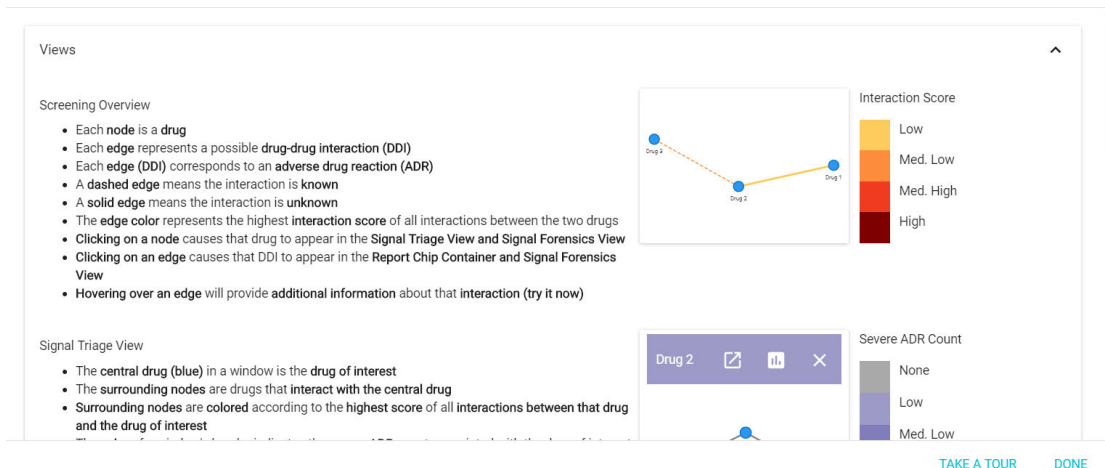 Views
Screening Overview
Each node is a drug
Each edge represents a possible drug-drug interaction (DDI)
Each edge (DDI) corresponds to an adverse drug reaction (ADR)
A dashed edge means the interaction is known
A solid edge means the interaction is unknown
The edge color represents the highest interaction score of all interactions between the two drugs
Clicking on a node causes that drug to appear in the Signal Triage View and Signal Forensics View
Clicking on an edge causes that DDI to appear in the Report Chip Container and Signal Forensics
View
Hovering over an edge will provide additional information about that interaction (try it now)
Drug 3
Drug 2
Drug 1
Interaction Score
Low
Med. Low
Med. High
High
Signal Triage View
The central drug (blue) in a window is the drug of interest
The surrounding nodes are drugs that interact with the central drug
Surrounding nodes are colored according to the highest score of all interactions between that drug
and the drug of interest
Drug 2
Severe ADR Count
None
Low
Med. Low
TAKE A TOUR
DONE